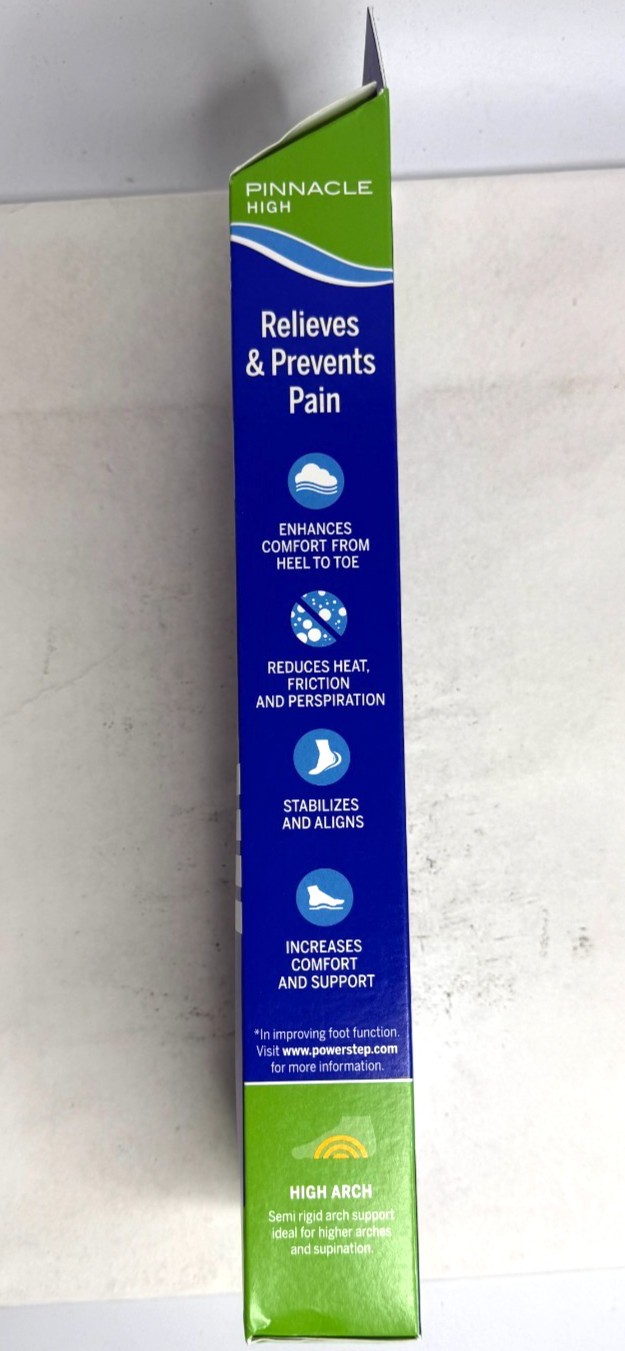 PINNACLE
HIGH
Relieves
& Prevents
Pain
ENHANCES
COMFORT FROM
HEEL TO TOE
REDUCES HEAT,
FRICTION
AND PERSPIRATION
STABILIZES
AND ALIGNS
INCREASES
COMFORT
AND SUPPORT
*In improving foot function.
Visit www.powerstep.com
for more information.
HIGH ARCH
Semi rigid arch support
ideal for higher arches
and supination.